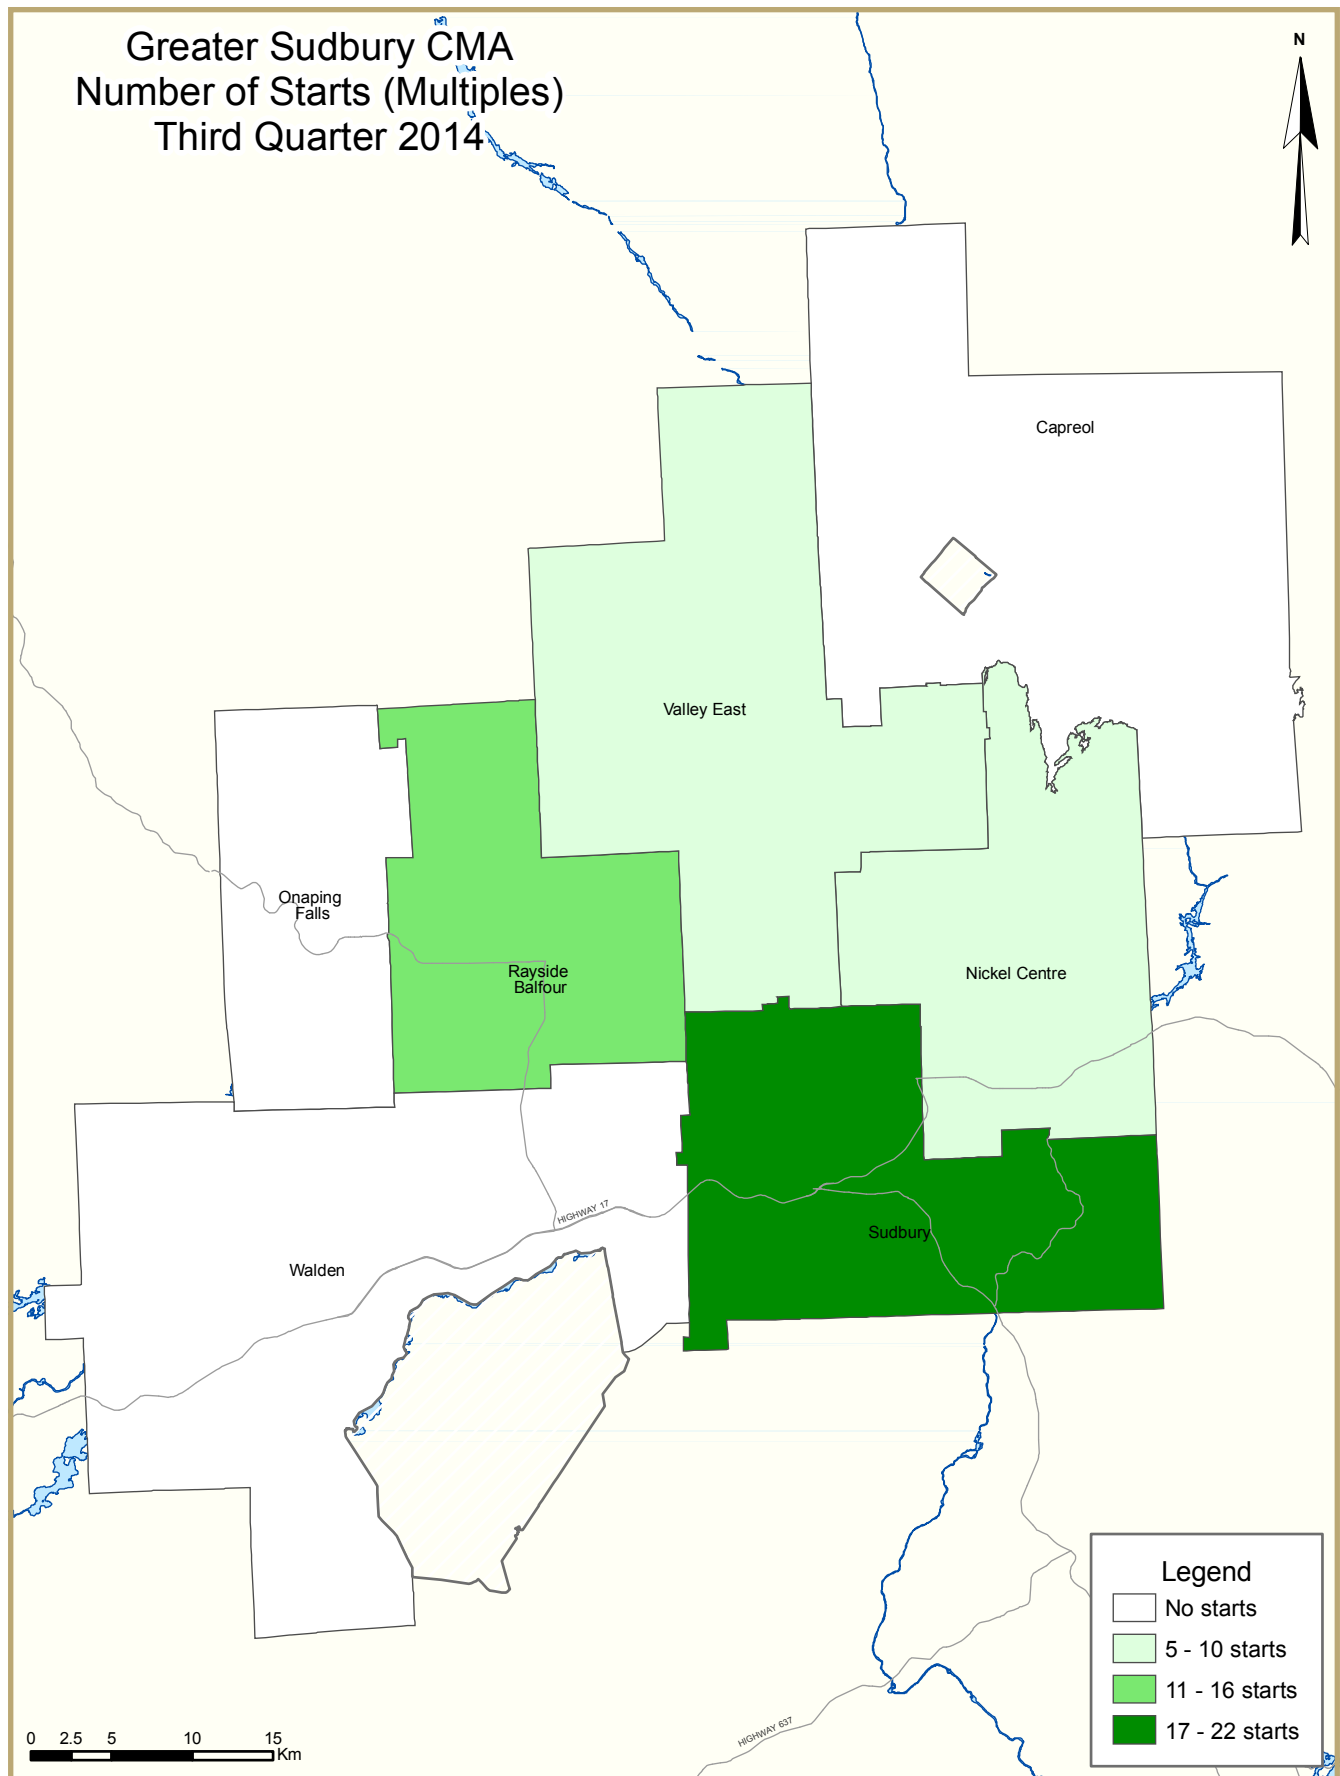 Greater Sudbury CMA
Number of Starts (Multiples)
Third Quarter 2014
N
Capreol
Valley East
Onaping
Falls
Rayside
Balfour
Nickel Centre
HIGHWAY 17
Sudbury
Walden
Legend
No starts
5 - 10 starts
11 - 16 starts
17 - 22 starts
HIGHWAY 637
0 2.5 5 10 15
Km